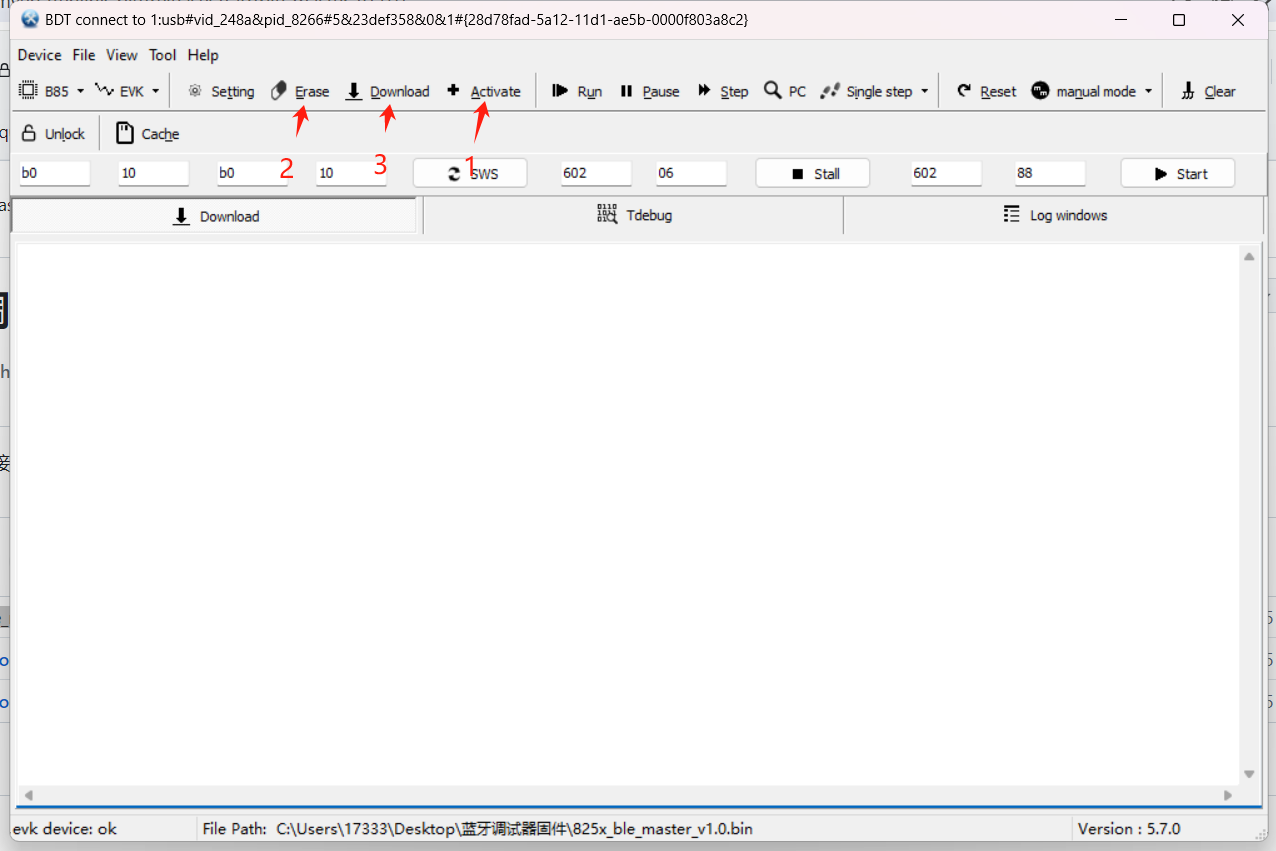 BDT connect to 1:usb#vid_248a&pid_8266#5&23def358&0&1#{28d78fad-5a12-11d1-ae5b-0000f803a8c2}
Device File View Tool Help
B85 EVK Setting Erase Download Activate Run Pause Step PC Single step Reset manual mode Clear
Unlock Cache
2 3 1
b0 10 b0 10 SWS 602 06 Stall 602 88 Start
Download Tdebug Log windows
evk device: ok File Path: C:\Users\17333\Desktop\蓝牙调试器固件\825x_ble_master_v1.0.bin Version : 5.7.0